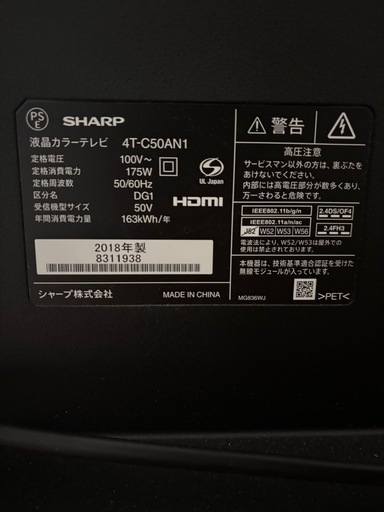 PS
E
SHARP
液晶カラーテレビ 4T-C50AN1
定格電圧 100V~
定格消費電力 175W
定格周波数 50/60Hz
区分名 DG1
受信機型サイズ 50V
年間消費電力量 163kWh/年
UL Japan
HDMI
2018年製
8311938
シャープ株式会社 MADE IN CHINA
警告
高圧注意
サービスマン以外の方は、裏ぶたを
あけないでください。
内部には高電圧部分が数多くあり、
万一さわると危険です。
IEEE802.11b/g/n 2.4DS/OF4
IEEE802.11a/n/ac
J52 W52 W53 W56 2.4FH3
電波法により、W52/W53は屋外
使用が禁じられています。
本機器は、技術基準適合認証を受けた
無線モジュールが入っています。
MG836WJ
>PET<